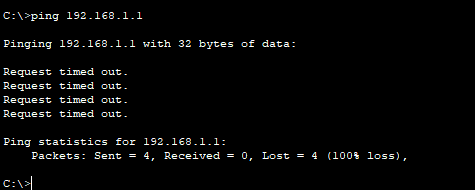 C:\>ping 192.168.1.1
Pinging 192.168.1.1 with 32 bytes of data:
Request timed out.
Request timed out.
Request timed out.
Request timed out.
Ping statistics for 192.168.1.1:
    Packets: Sent = 4, Received = 0, Lost = 4 (100% loss),
C:\>